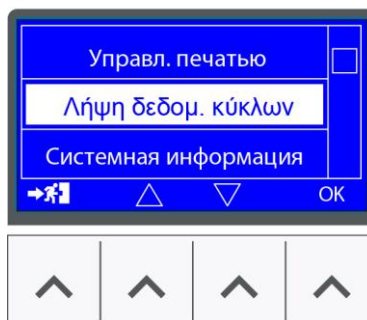 Управл. печатью
Λήψη δεδομ. κύκλων
Системная информация
OK